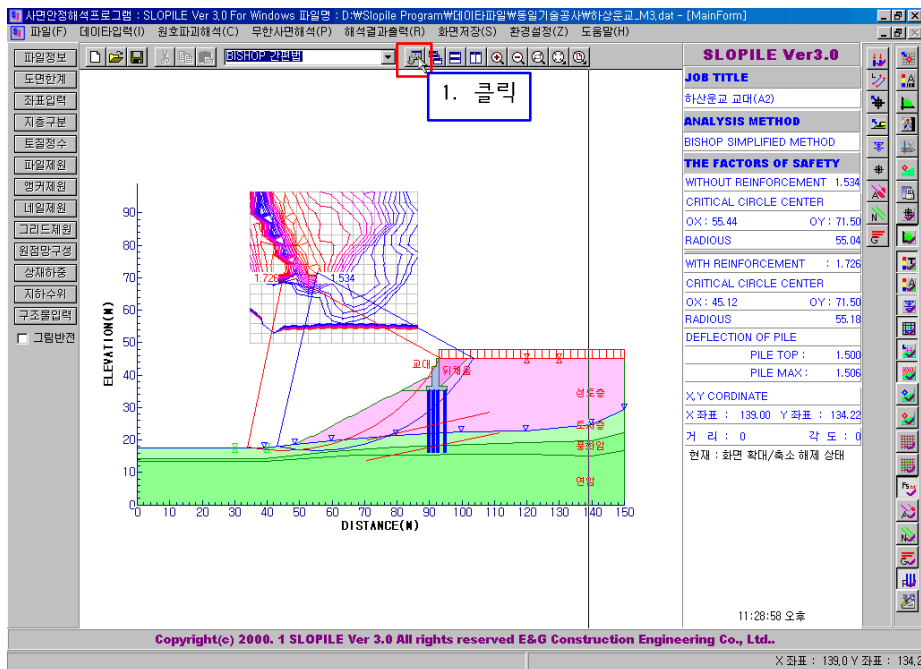 사면안정해석프로그램 : SLOPILE Ver 3,0 For Windows 파일명 : D:₩Slopile Program₩데이타파일₩동일기술공사₩하산운교_M3,dat - [MainForm]
파일(F) 데이타입력(I) 원호파괴해석(C) 무한사면해석(P) 해석결과출력(R) 화면저장(S) 환경설정(Z) 도움말(H)
BISHOP 간편법
1. 클릭
파일정보
도면한계
좌표입력
지층구분
토질정수
파일제원
앵커제원
네일제원
그리드제원
원점망구성
상재하중
지하수위
구조물입력
그림반전
ELEVATION(M)
90
80
70
60
50
40
30
20
10
0
1.726
1.534
교대
뒤채움
성토층
토사층
풍화암
연암
0 10 20 30 40 50 60 70 80 90 100 110 120 130 140 150
DISTANCE(M)
SLOPILE Ver3.0
JOB TITLE
하산운교 교대(A2)
ANALYSIS METHOD
BISHOP SIMPLIFIED METHOD
THE FACTORS OF SAFETY
WITHOUT REINFORCEMENT 1.534
CRITICAL CIRCLE CENTER
OX : 55.44 OY : 71.50
RADIOUS 55.04
WITH REINFORCEMENT : 1.726
CRITICAL CIRCLE CENTER
OX : 45.12 OY : 71.50
RADIOUS 55.18
DEFLECTION OF PILE
PILE TOP : 1.500
PILE MAX : 1.506
X,Y CORDINATE
X 좌표 : 139.00 Y 좌표 : 134.22
거 리 : 0 각 도 : 0
현재 : 화면 확대/축소 해제 상태
11:28:58 오후
Copyright(c) 2000. 1 SLOPILE Ver 3.0 All rights reserved E&G Construction Engineering Co., Ltd..
X 좌표 : 139,0 Y 좌표 : 134,2